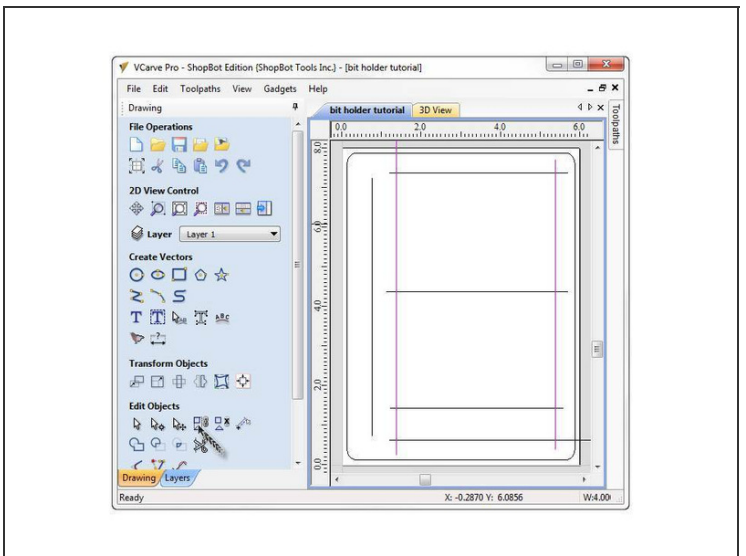 VCarve Pro - ShopBot Edition {ShopBot Tools Inc.} - [bit holder tutorial]
File Edit Toolpaths View Gadgets Help
Drawing
bit holder tutorial 3D View
Toolpaths
File Operations
0.0 2.0 4.0 6.0
8.0
2D View Control
Layer Layer 1
6.0
Create Vectors
4.0
Transform Objects
2.0
Edit Objects
0.0
Drawing Layers
Ready X: -0.2870 Y: 6.0856 W:4.00